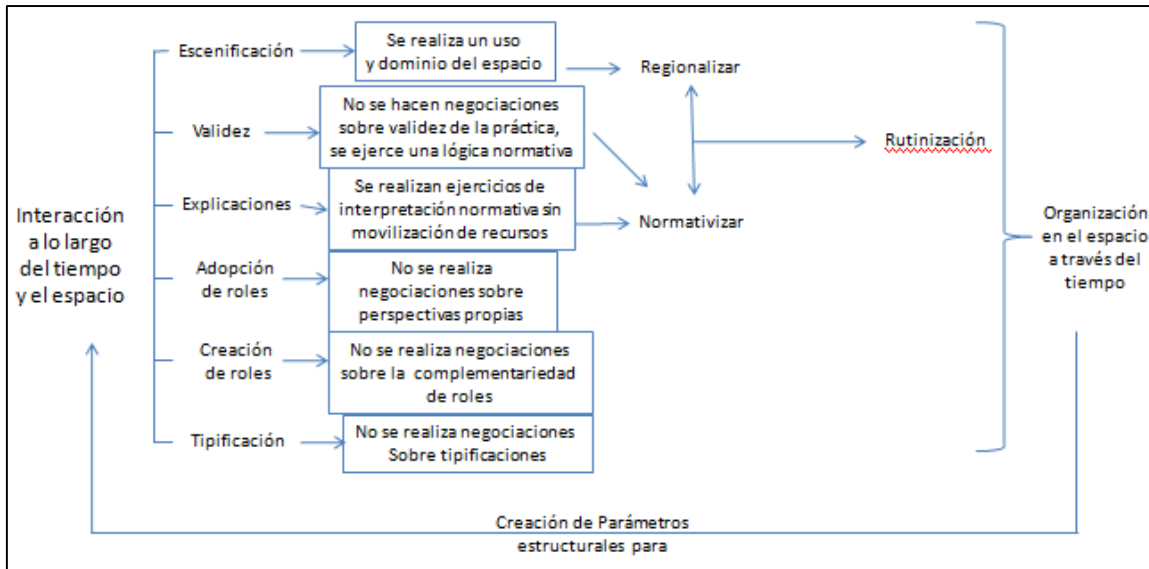 Interacción
a lo largo
del tiempo
y el espacio
Escenificación
Se realiza un uso
y dominio del espacio
Regionalizar
Validez
No se hacen negociaciones
sobre validez de la práctica,
se ejerce una lógica normativa
Rutinización
Explicaciones
Se realizan ejercicios de
interpretación normativa sin
movilización de recursos
Normativizar
Adopción
de roles
No se realiza
negociaciones sobre
perspectivas propias
Creación
de roles
No se realiza negociaciones
sobre la complementariedad
de roles
Tipificación
No se realiza negociaciones
Sobre tipificaciones
Organización
en el espacio
a través del
tiempo
Creación de Parámetros
estructurales para